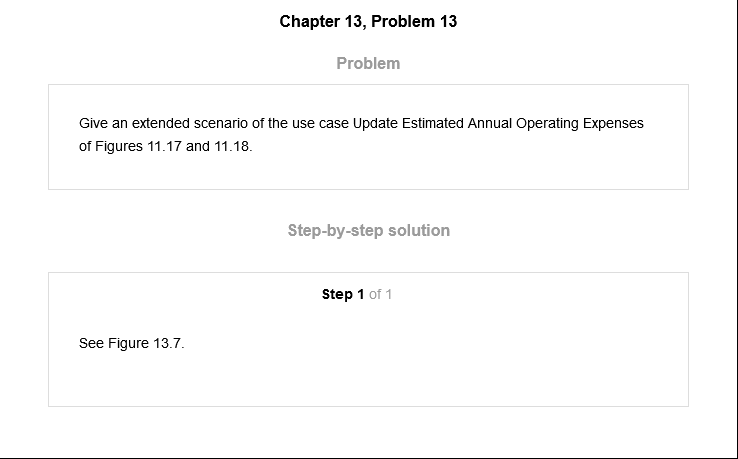 Chapter 13, Problem 13
Problem
Give an extended scenario of the use case Update Estimated Annual Operating Expenses
of Figures 11.17 and 11.18.
Step-by-step solution
Step 1 of 1
See Figure 13.7.